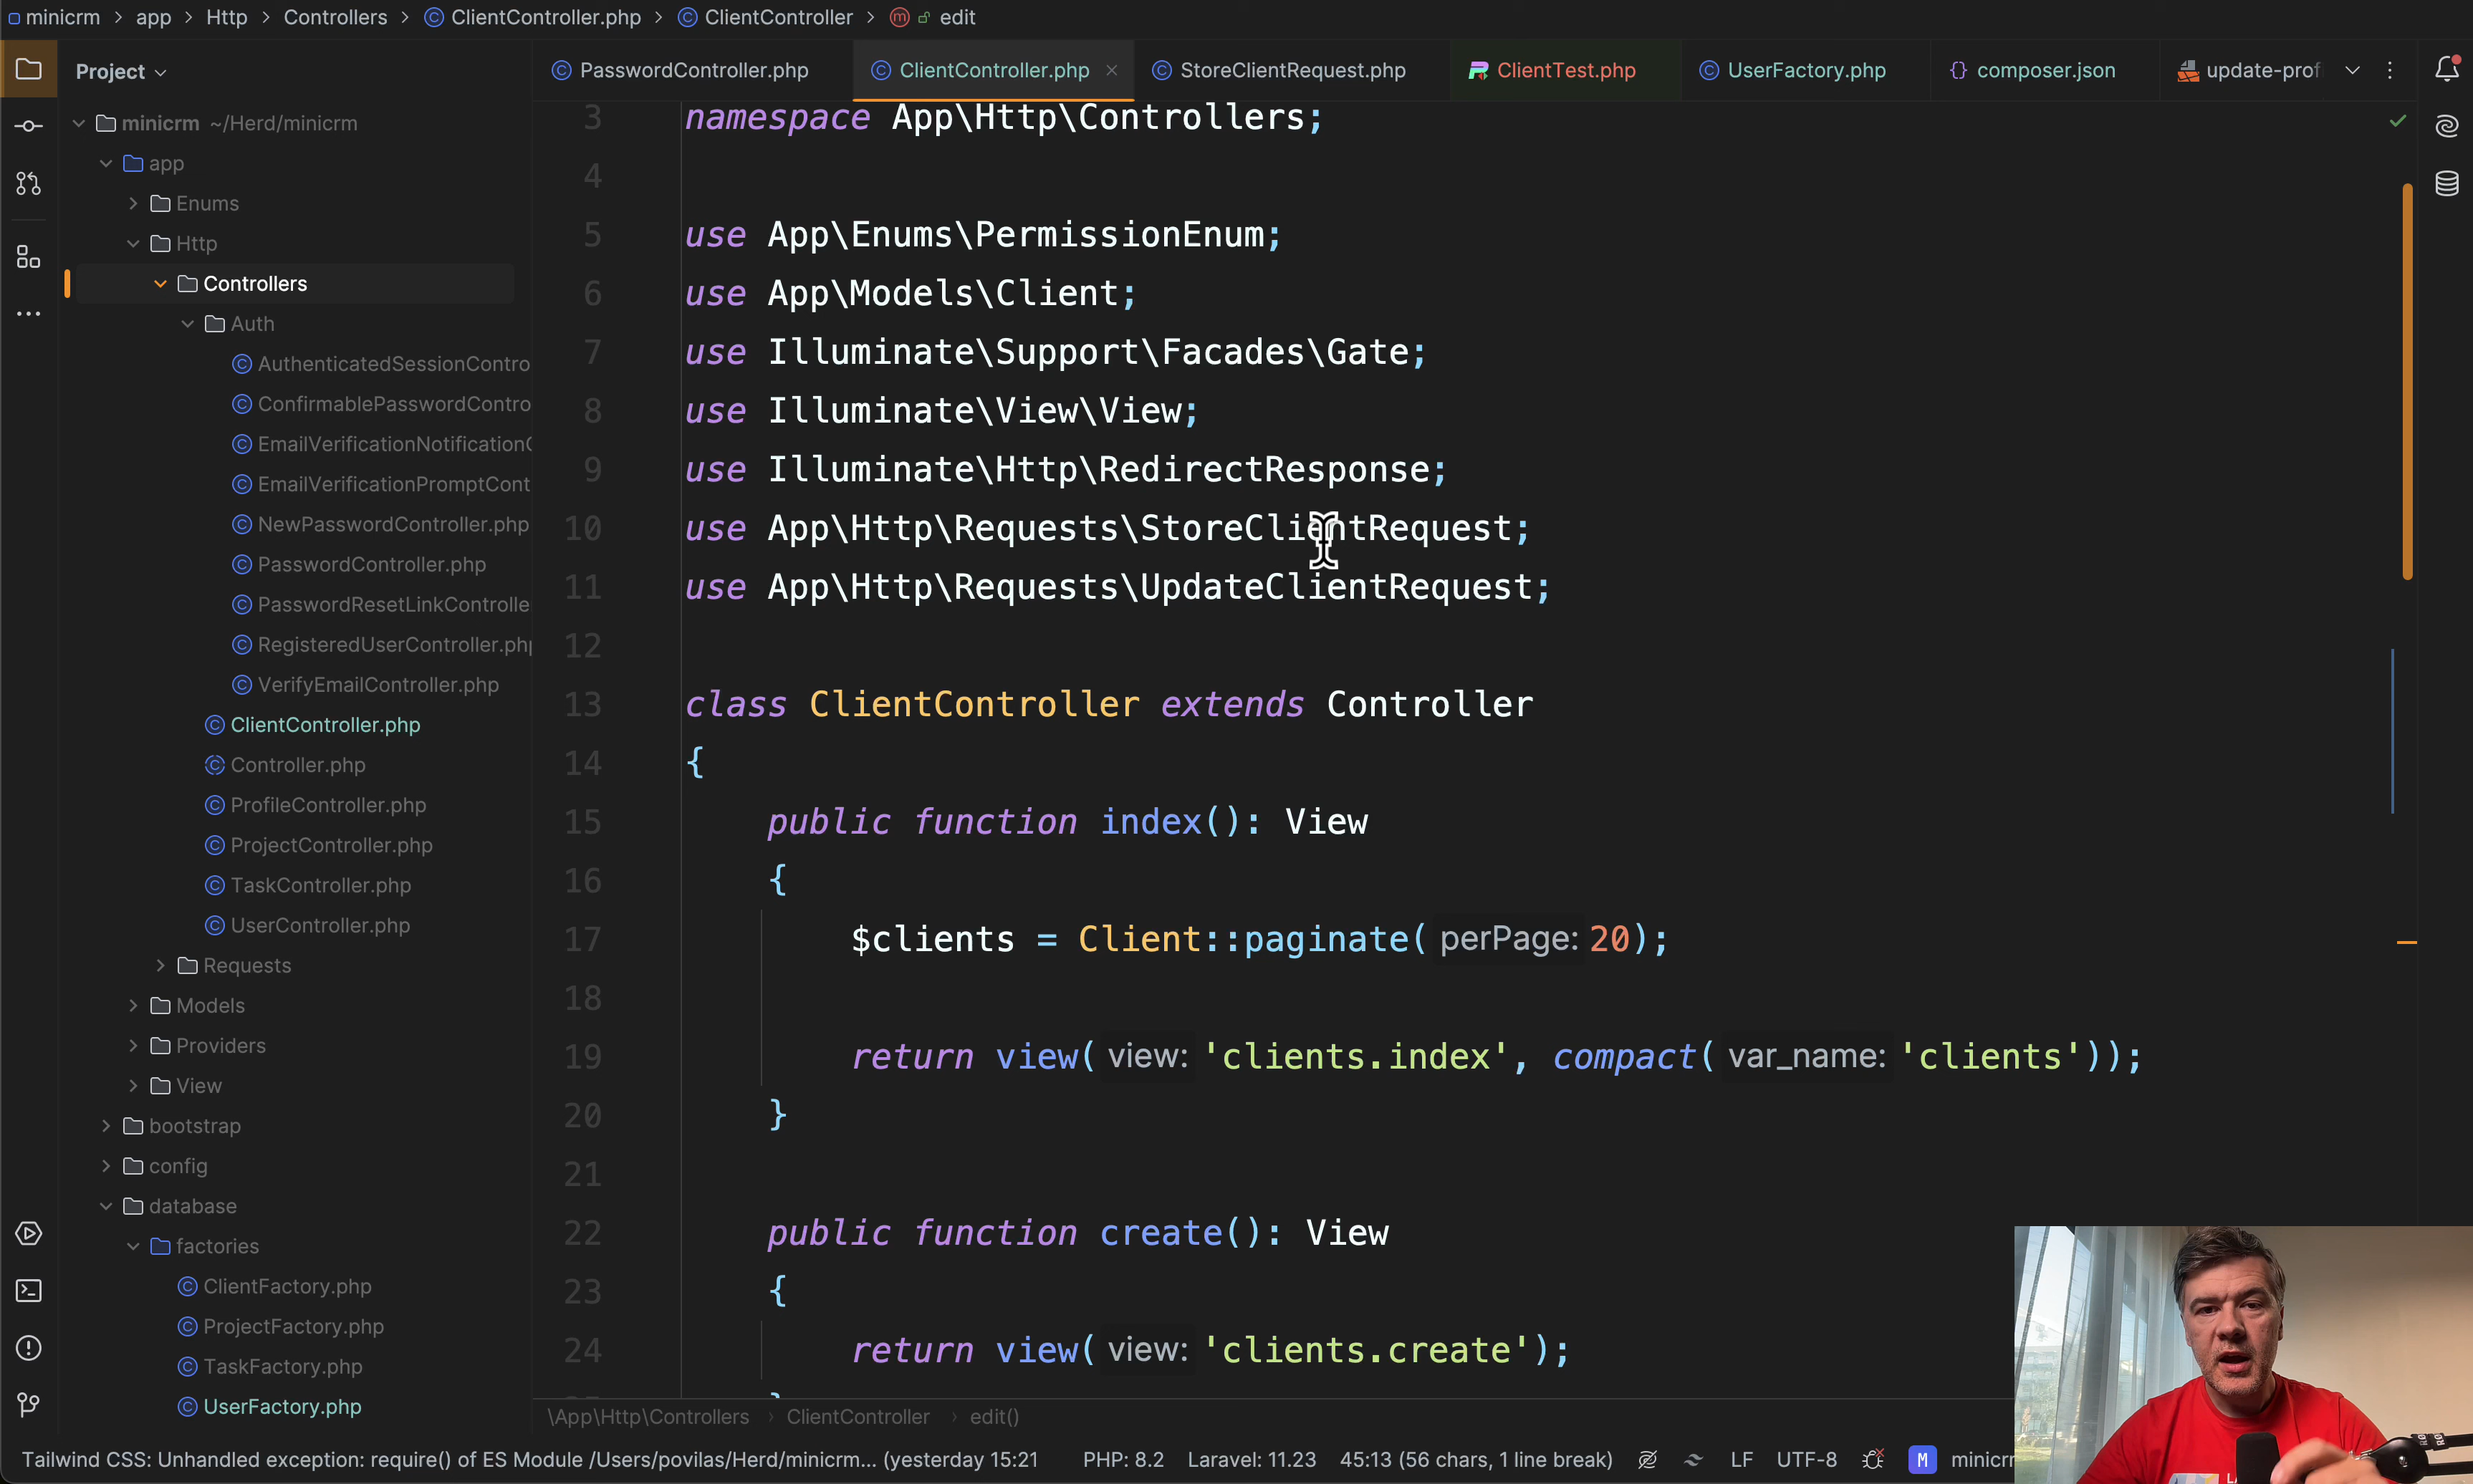 minicrm > app > Http > Controllers > ClientController.php > ClientController > m edit
Project
PasswordController.php
ClientController.php
StoreClientRequest.php
ClientTest.php
UserFactory.php
composer.json
update-prof
minicrm ~/Herd/minicrm
app
Enums
Http
Controllers
Auth
AuthenticatedSessionContro
ConfirmablePasswordContro
EmailVerificationNotificationC
EmailVerificationPromptCont
NewPasswordController.php
PasswordController.php
PasswordResetLinkControlle
RegisteredUserController.php
VerifyEmailController.php
ClientController.php
Controller.php
ProfileController.php
ProjectController.php
TaskController.php
UserController.php
Requests
Models
Providers
View
bootstrap
config
database
factories
ClientFactory.php
ProjectFactory.php
TaskFactory.php
UserFactory.php
3 namespace App\Http\Controllers;
4
5 use App\Enums\PermissionEnum;
6 use App\Models\Client;
7 use Illuminate\Support\Facades\Gate;
8 use Illuminate\View\View;
9 use Illuminate\Http\RedirectResponse;
10 use App\Http\Requests\StoreClientRequest;
11 use App\Http\Requests\UpdateClientRequest;
12
13 class ClientController extends Controller
14 {
15 public function index(): View
16 {
17 $clients = Client::paginate( perPage: 20);
18
19 return view( view: 'clients.index', compact( var_name: 'clients'));
20 }
21
22 public function create(): View
23 {
24 return view( view: 'clients.create');
\App\Http\Controllers > ClientController > edit()
Tailwind CSS: Unhandled exception: require() of ES Module /Users/povilas/Herd/minicrm... (yesterday 15:21
PHP: 8.2
Laravel: 11.23
45:13 (56 chars, 1 line break)
LF
UTF-8
M
minicrm